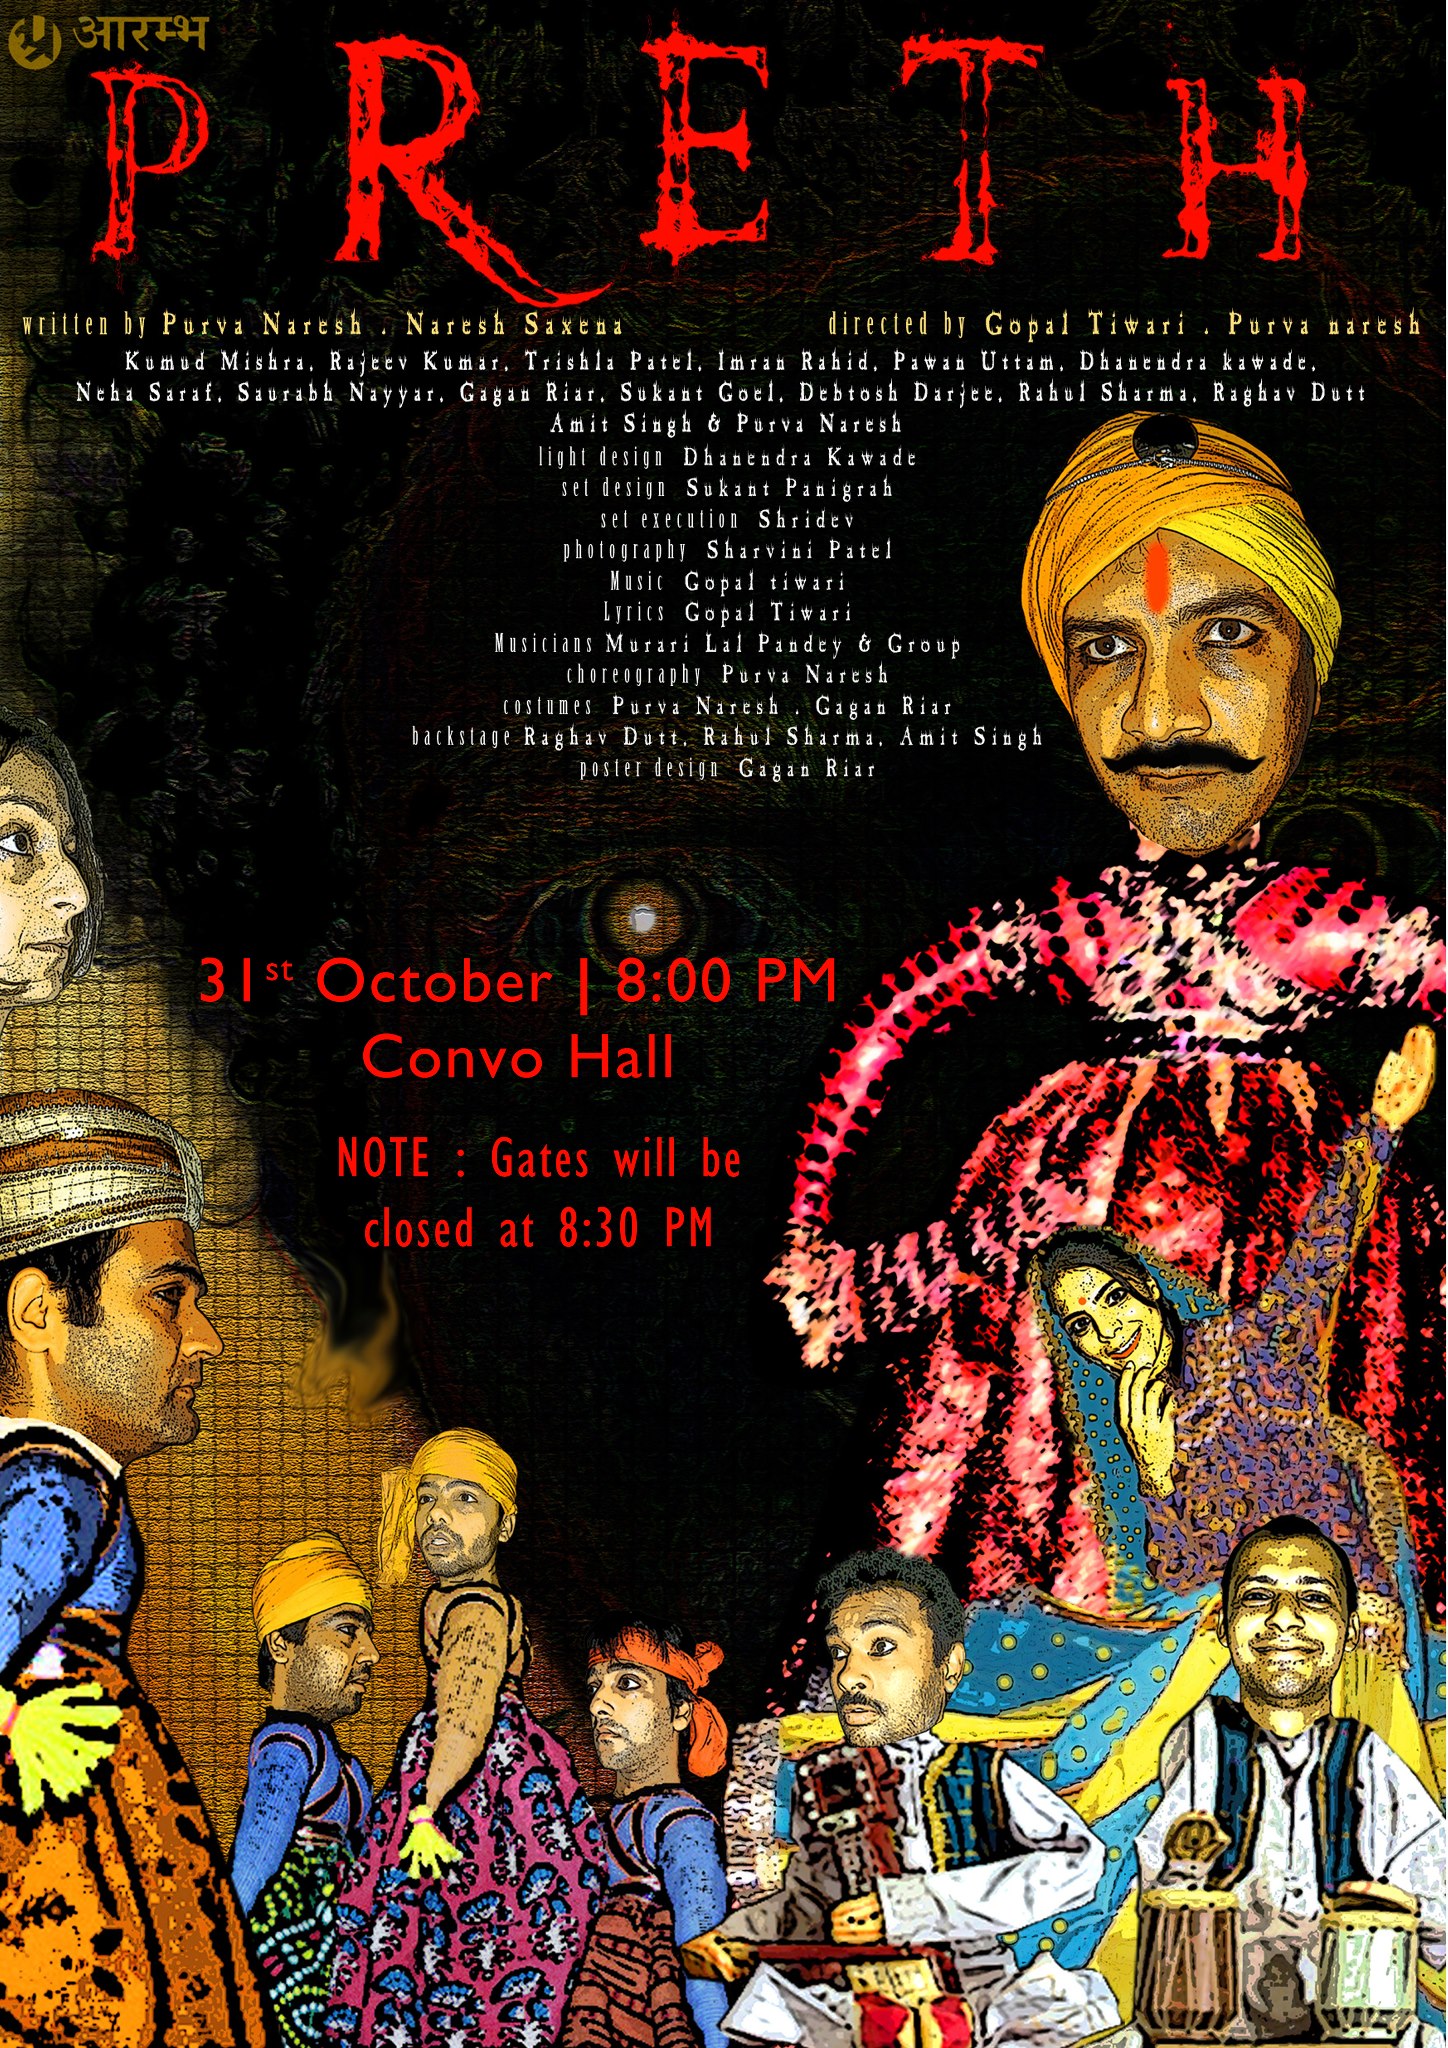 आरम्भ
PRETH
written by Purva Naresh . Naresh Saxena
directed by Gopal Tiwari . Purva naresh
Kumud Mishra, Rajeev Kumar, Trishla Patel, Imran Rahid, Pawan Uttam, Dhanendra kawade,
Neha Saraf, Saurabh Nayyar, Gagan Riar, Sukant Goel, Debtosh Darjee, Rahul Sharma, Raghav Dutt
Amit Singh & Purva Naresh
light design Dhanendra Kawade
set design Sukant Panigrah
set execution Shridev
photography Sharvini Patel
Music Gopal tiwari
Lyrics Gopal Tiwari
Musicians Murari Lal Pandey & Group
choreography Purva Naresh
costumes Purva Naresh . Gagan Riar
backstage Raghav Dutt, Rahul Sharma, Amit Singh
poster design Gagan Riar
31st October | 8:00 PM
Convo Hall
NOTE : Gates will be
closed at 8:30 PM